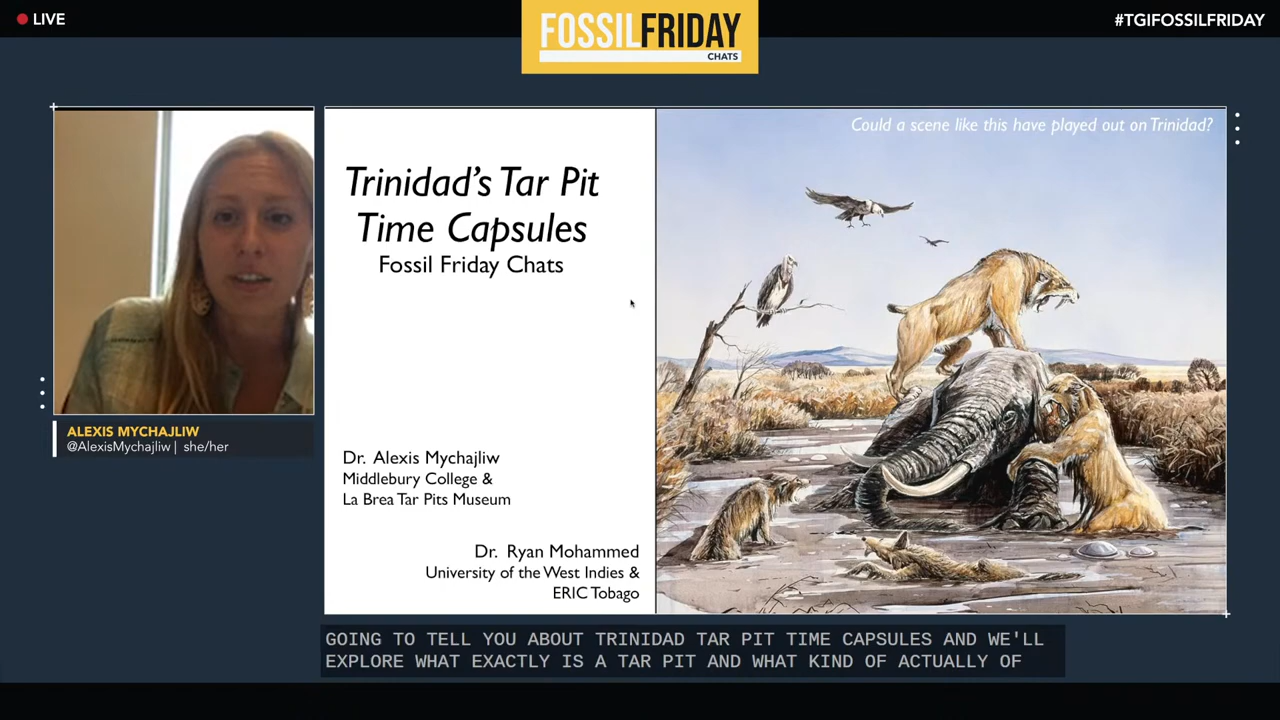 LIVE
FOSSILFRIDAY
CHATS
#TGIFOSSILFRIDAY
Could a scene like this have played out on Trinidad?
Trinidad's Tar Pit
Time Capsules
Fossil Friday Chats
ALEXIS MYCHAJLIW
@AlexisMychajliw | she/her
Dr. Alexis Mychajliw
Middlebury College &
La Brea Tar Pits Museum
Dr. Ryan Mohammed
University of the West Indies &
ERIC Tobago
GOING TO TELL YOU ABOUT TRINIDAD TAR PIT TIME CAPSULES AND WE'LL
EXPLORE WHAT EXACTLY IS A TAR PIT AND WHAT KIND OF ACTUALLY OF